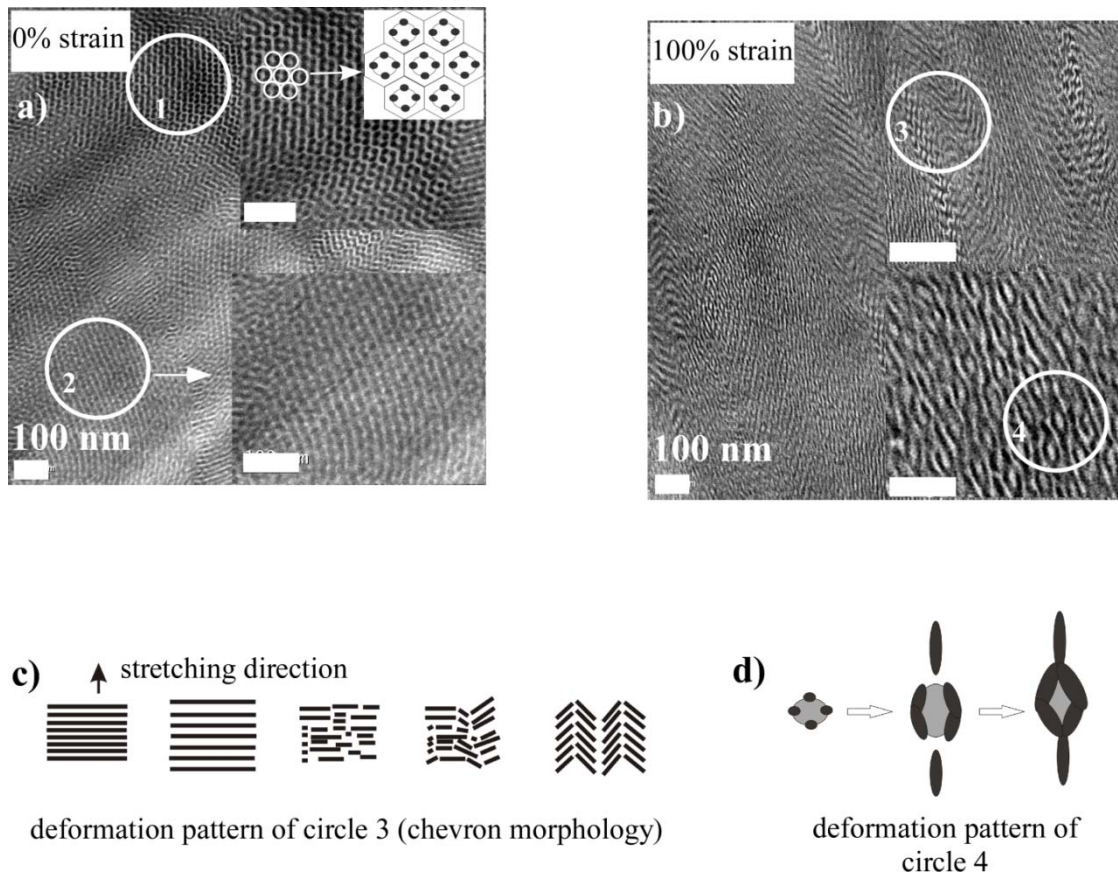 0% strain
a)
1
2
100 nm
100% strain
b)
3
4
100 nm
c)
stretching direction
deformation pattern of circle 3 (chevron morphology)
d)
deformation pattern of
circle 4